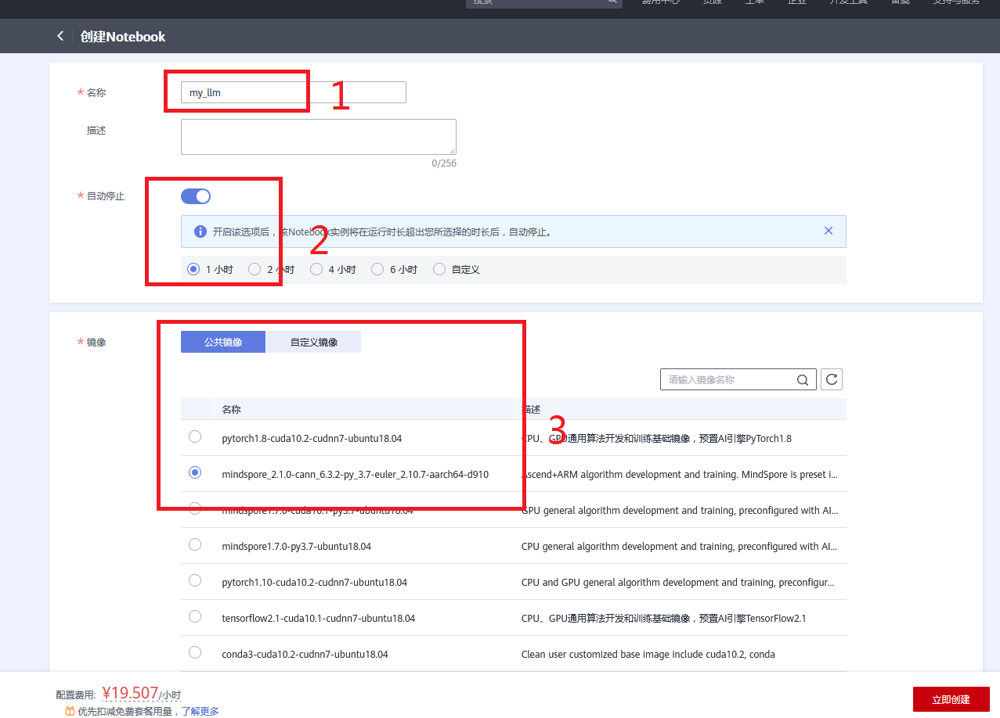 搜索 费用中心 资源 工单 企业 开发工具 备案 支持与服务
创建Notebook
* 名称 my_llm 1
描述
0/256
* 自动停止
开启该选项后，该Notebook实例将在运行时长超出您所选择的时长后，自动停止。
2
1 小时 2 小时 4 小时 6 小时 自定义
* 镜像 公共镜像 自定义镜像
请输入镜像名称
名称 描述
3
pytorch1.8-cuda10.2-cudnn7-ubuntu18.04 CPU、GPU通用算法开发和训练基础镜像，预置AI引擎PyTorch1.8
mindspore_2.1.0-cann_6.3.2-py_3.7-euler_2.10.7-aarch64-d910 Ascend+ARM algorithm development and training. MindSpore is preset i...
mindspore1.7.0-cuda10.1-py3.7-ubuntu18.04 GPU general algorithm development and training, preconfigured with AI...
mindspore1.7.0-py3.7-ubuntu18.04 CPU general algorithm development and training, preconfigured with AI...
pytorch1.10-cuda10.2-cudnn7-ubuntu18.04 CPU and GPU general algorithm development and training, preconfigur...
tensorflow2.1-cuda10.1-cudnn7-ubuntu18.04 CPU、GPU通用算法开发和训练基础镜像，预置AI引擎TensorFlow2.1
conda3-cuda10.2-cudnn7-ubuntu18.04 Clean user customized base image include cuda10.2, conda
配置费用: ¥19.507/小时
优先扣减免费套餐用量，了解更多
立即创建